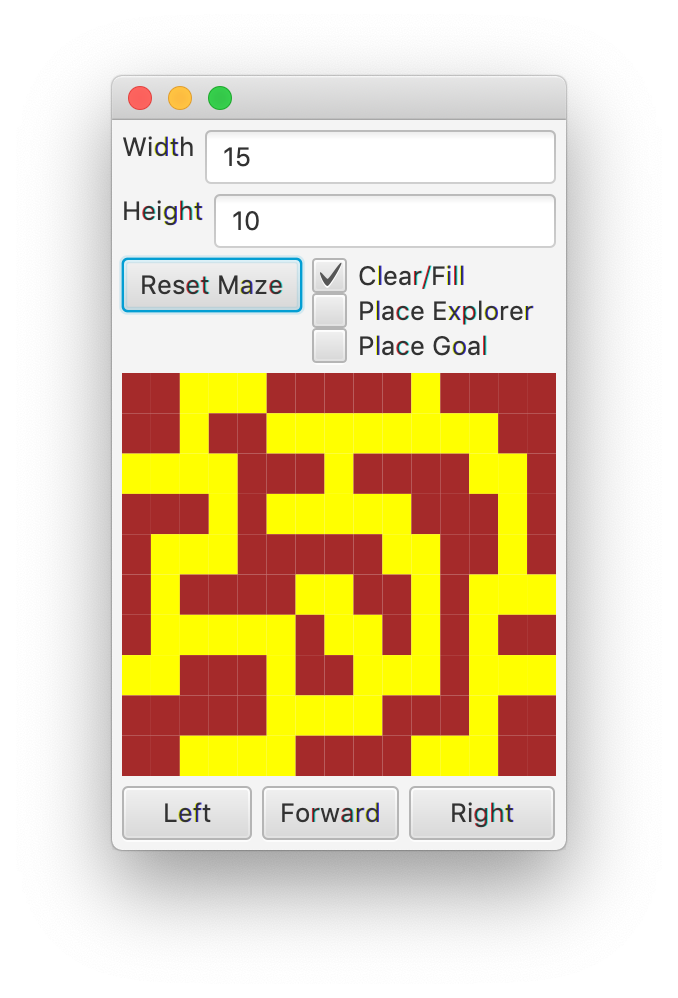 Width 15
Height 10
Reset Maze
Clear/Fill
Place Explorer
Place Goal
Left Forward Right